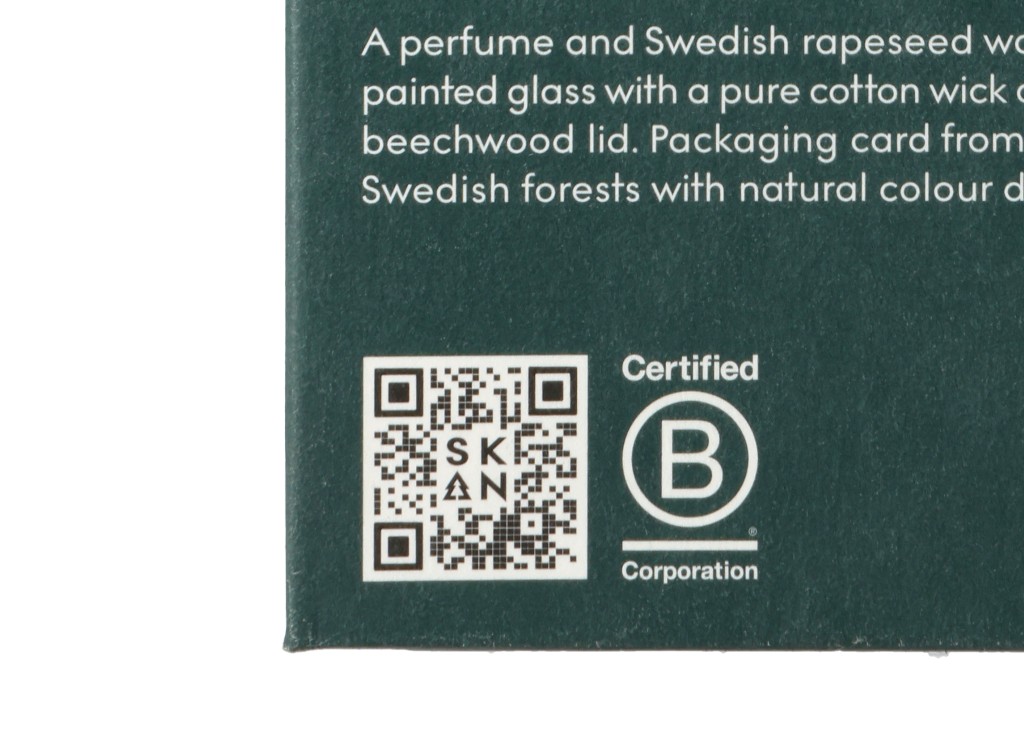 A perfume and Swedish rapeseed
painted glass with a pure cotton wick
beechwood lid. Packaging card from
Swedish forests with natural colour
Certified
SK
AN
B
®
Corporation